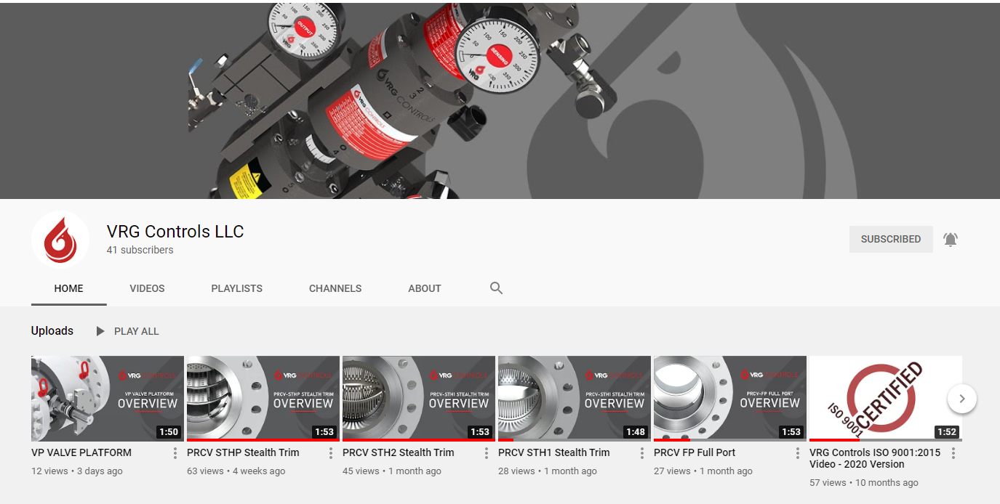 OUTPUT
SENSING
VRG
VRG CONTROLS
VRG CONTROLS
VRG Controls LLC
41 subscribers
SUBSCRIBED
HOME
VIDEOS
PLAYLISTS
CHANNELS
ABOUT
Uploads
PLAY ALL
VRG CONTROLS
VP VALVE PLATFORM
OVERVIEW
1:50
VRG CONTROLS
PRCV-STHP STEALTH TRIM
OVERVIEW
1:53
VRG CONTROLS
PRCV-STH1 STEALTH TRIM
OVERVIEW
1:53
VRG CONTROLS
PRCV-STH1 STEALTH TRIM
OVERVIEW
1:48
VRG CONTROLS
PRCV-FP FULL PORT
OVERVIEW
1:53
ISO 9001
CERTIFIED
1:52
VP VALVE PLATFORM
12 views • 3 days ago
PRCV STHP Stealth Trim
63 views • 4 weeks ago
PRCV STH2 Stealth Trim
45 views • 1 month ago
PRCV STH1 Stealth Trim
28 views • 1 month ago
PRCV FP Full Port
27 views • 1 month ago
VRG Controls ISO 9001:2015
Video - 2020 Version
57 views • 10 months ago